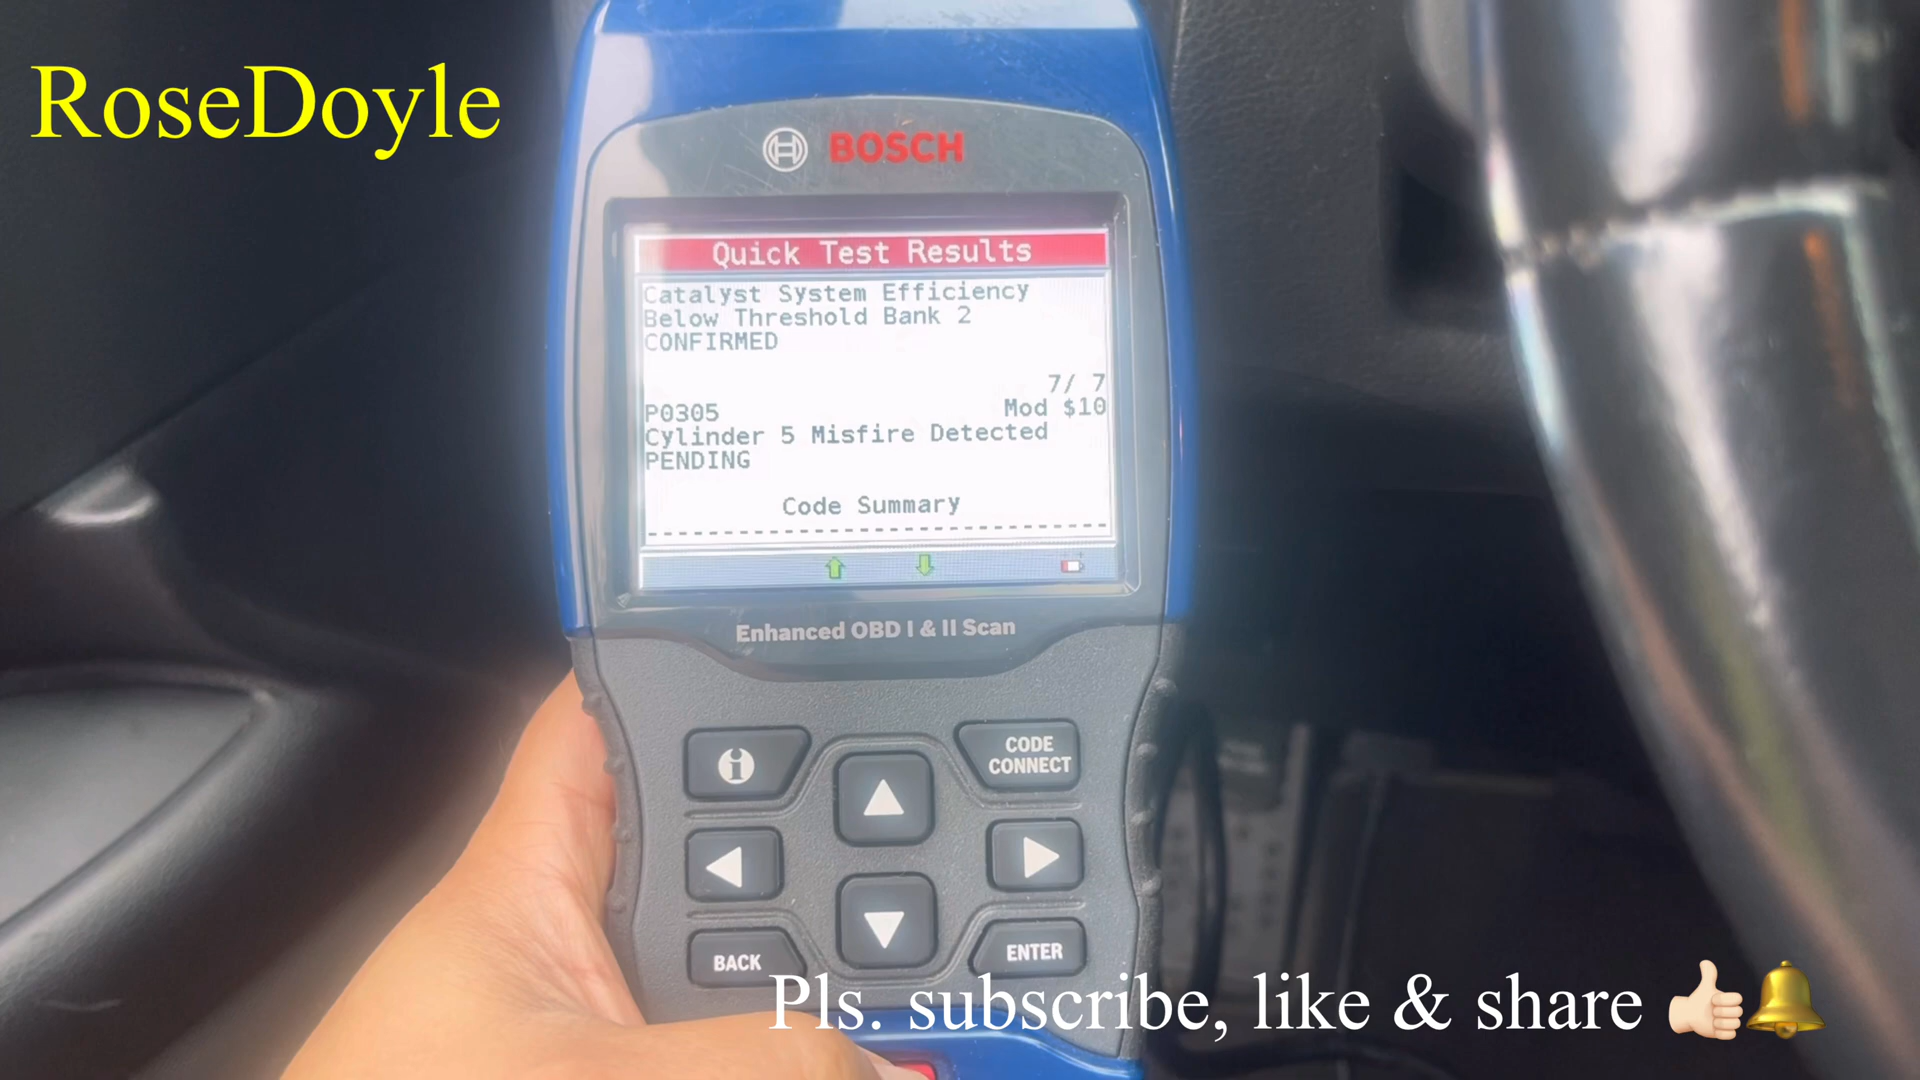 RoseDoyle
BOSCH
Quick Test Results
Catalyst System Efficiency
Below Threshold Bank 2
CONFIRMED
7/ 7
P0305 Mod $10
Cylinder 5 Misfire Detected
PENDING
Code Summary
Enhanced OBD I & II Scan
CODE
CONNECT
BACK
ENTER
Pls. subscribe, like & share 👍🏻🔔